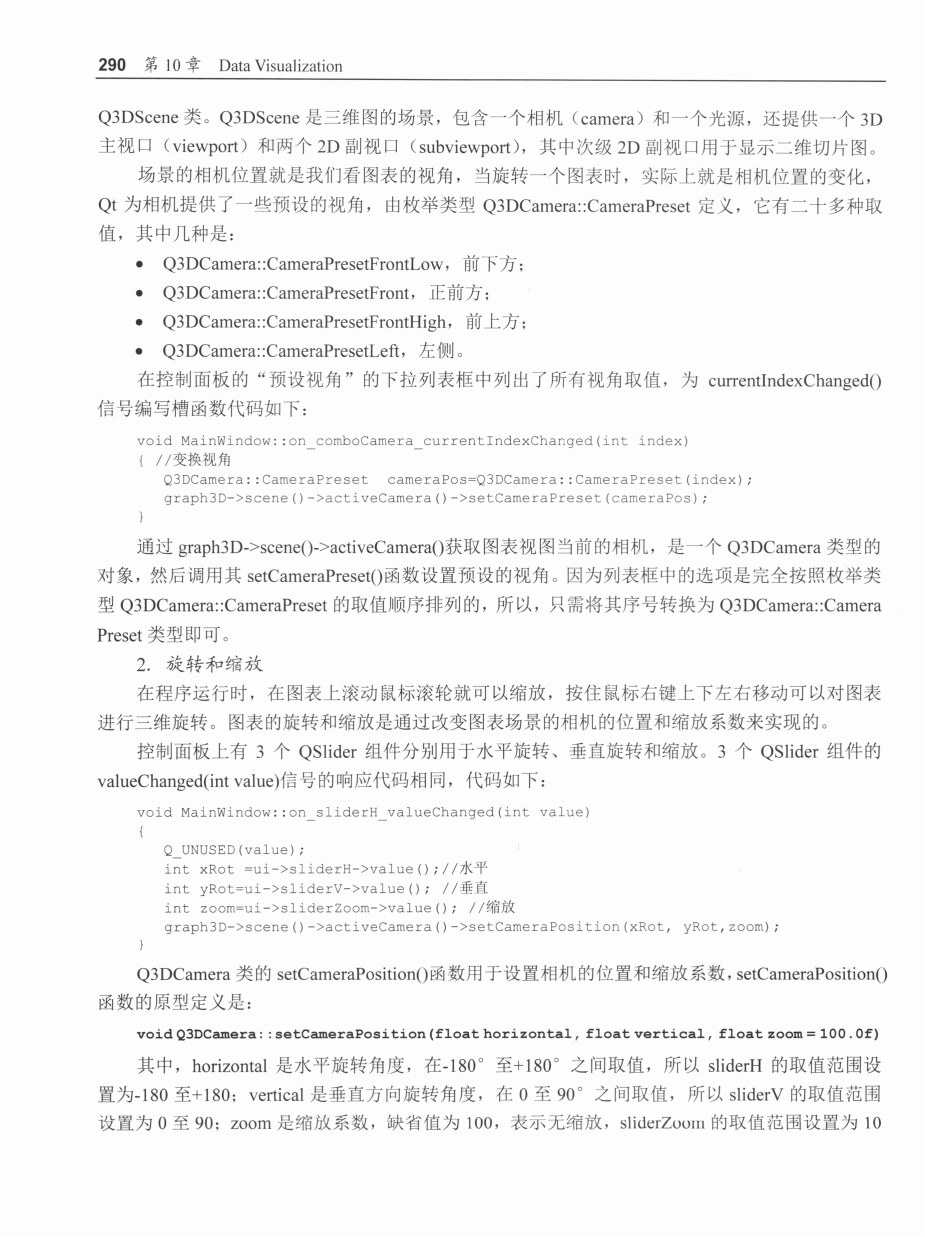 290 第 10 章 Data Visualization
Q3DScene 类。Q3DScene 是三维图的场景，包含一个相机（camera）和一个光源，还提供一个 3D
主视口（viewport）和两个 2D 副视口（subviewport），其中次级 2D 副视口用于显示二维切片图。
场景的相机位置就是我们看图表的视角，当旋转一个图表时，实际上就是相机位置的变化，
Qt 为相机提供了一些预设的视角，由枚举类型 Q3DCamera::CameraPreset 定义，它有二十多种取
值，其中几种是：
• Q3DCamera::CameraPresetFrontLow，前下方；
• Q3DCamera::CameraPresetFront，正前方；
• Q3DCamera::CameraPresetFrontHigh，前上方；
• Q3DCamera::CameraPresetLeft，左侧。
在控制面板的“预设视角”的下拉列表框中列出了所有视角取值，为 currentIndexChanged()
信号编写槽函数代码如下：
void MainWindow::on_comboCamera_currentIndexChanged(int index)
{ //变换视角
Q3DCamera::CameraPreset  cameraPos=Q3DCamera::CameraPreset(index);
graph3D->scene()->activeCamera()->setCameraPreset(cameraPos);
}
通过 graph3D->scene()->activeCamera()获取图表视图当前的相机，是一个 Q3DCamera 类型的
对象，然后调用其 setCameraPreset()函数设置预设的视角。因为列表框中的选项是完全按照枚举类
型 Q3DCamera::CameraPreset 的取值顺序排列的，所以，只需将其序号转换为 Q3DCamera::Camera
Preset 类型即可。
2. 旋转和缩放
在程序运行时，在图表上滚动鼠标滚轮就可以缩放，按住鼠标右键上下左右移动可以对图表
进行三维旋转。图表的旋转和缩放是通过改变图表场景的相机的位置和缩放系数来实现的。
控制面板上有 3 个 QSlider 组件分别用于水平旋转、垂直旋转和缩放。3 个 QSlider 组件的
valueChanged(int value)信号的响应代码相同，代码如下：
void MainWindow::on_sliderH_valueChanged(int value)
{
Q_UNUSED(value);
int xRot =ui->sliderH->value();//水平
int yRot=ui->sliderV->value(); //垂直
int zoom=ui->sliderZoom->value(); //缩放
graph3D->scene()->activeCamera()->setCameraPosition(xRot, yRot,zoom);
}
Q3DCamera 类的 setCameraPosition()函数用于设置相机的位置和缩放系数，setCameraPosition()
函数的原型定义是：
void Q3DCamera::setCameraPosition(float horizontal, float vertical, float zoom = 100.0f)
其中，horizontal 是水平旋转角度，在-180° 至+180° 之间取值，所以 sliderH 的取值范围设
置为-180 至+180；vertical 是垂直方向旋转角度，在 0 至 90° 之间取值，所以 sliderV 的取值范围
设置为 0 至 90；zoom 是缩放系数，缺省值为 100，表示无缩放，sliderZoom 的取值范围设置为 10